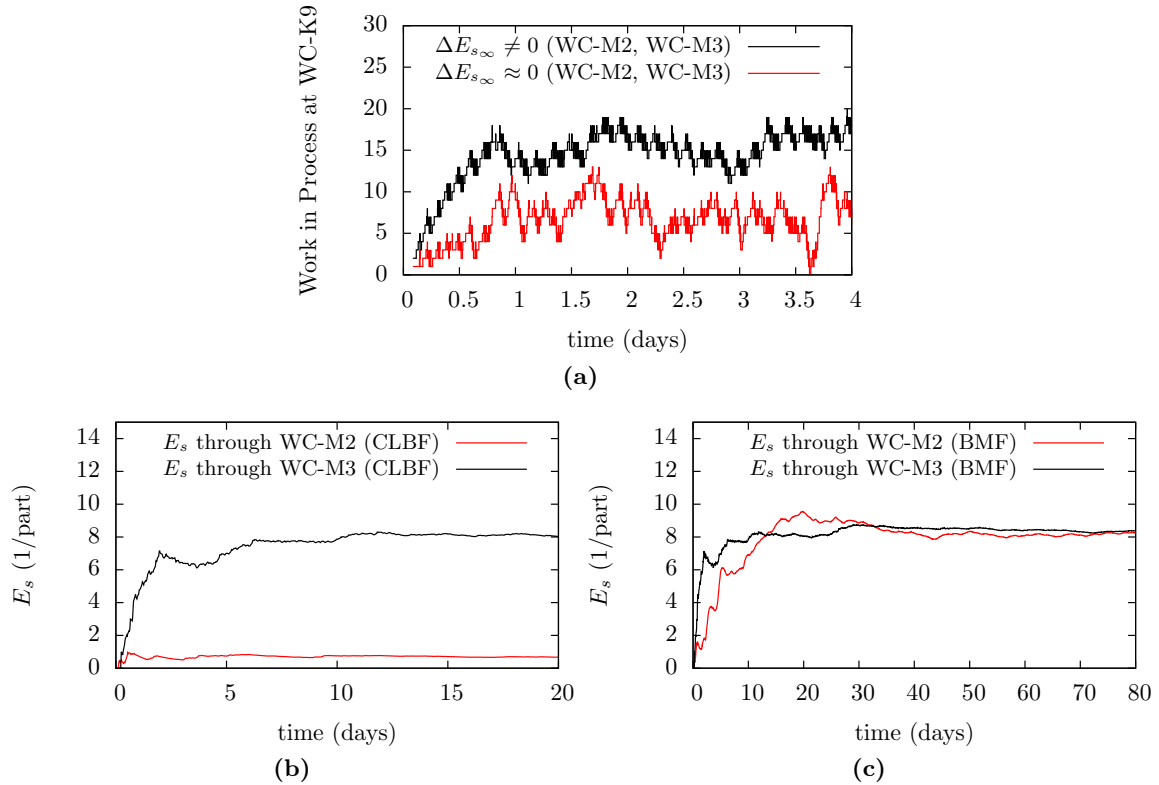 Work in Process at WC-K9
30
25
20
15
10
5
0
ΔE_{s∞} ≠ 0 (WC-M2, WC-M3)
ΔE_{s∞} ≈ 0 (WC-M2, WC-M3)
0 0.5 1 1.5 2 2.5 3 3.5 4
time (days)
(a)
E_s (1/part)
14
12
10
8
6
4
2
0
E_s through WC-M2 (CLBF)
E_s through WC-M3 (CLBF)
0 5 10 15 20
time (days)
(b)
E_s (1/part)
14
12
10
8
6
4
2
0
E_s through WC-M2 (BMF)
E_s through WC-M3 (BMF)
0 10 20 30 40 50 60 70 80
time (days)
(c)